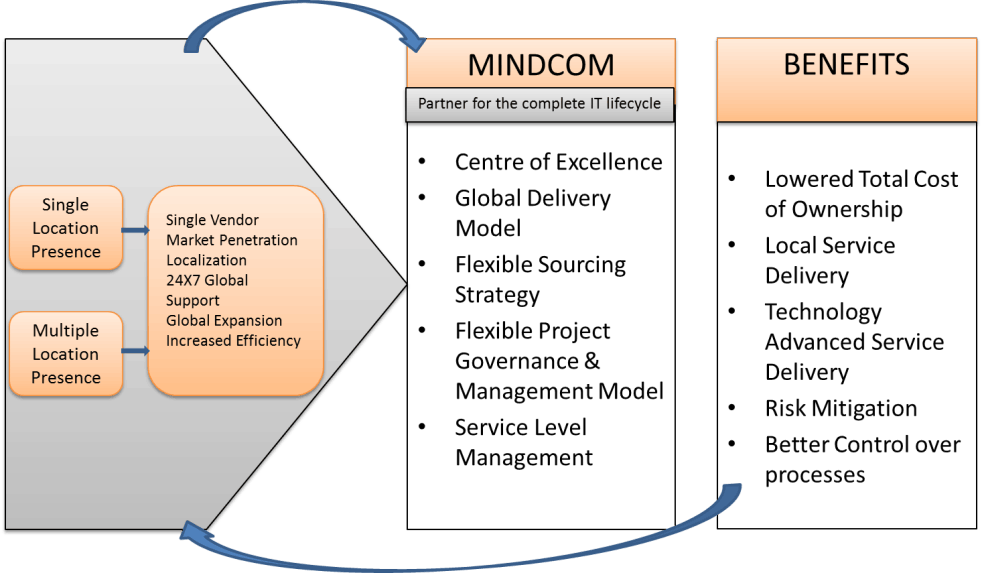 MINDCOM
Partner for the complete IT lifecycle
BENEFITS
Single
Location
Presence
Multiple
Location
Presence
Single Vendor
Market Penetration
Localization
24X7 Global
Support
Global Expansion
Increased Efficiency
• Centre of Excellence
• Global Delivery
Model
• Flexible Sourcing
Strategy
• Flexible Project
Governance &
Management Model
• Service Level
Management
• Lowered Total Cost
of Ownership
• Local Service
Delivery
• Technology
Advanced Service
Delivery
• Risk Mitigation
• Better Control over
processes